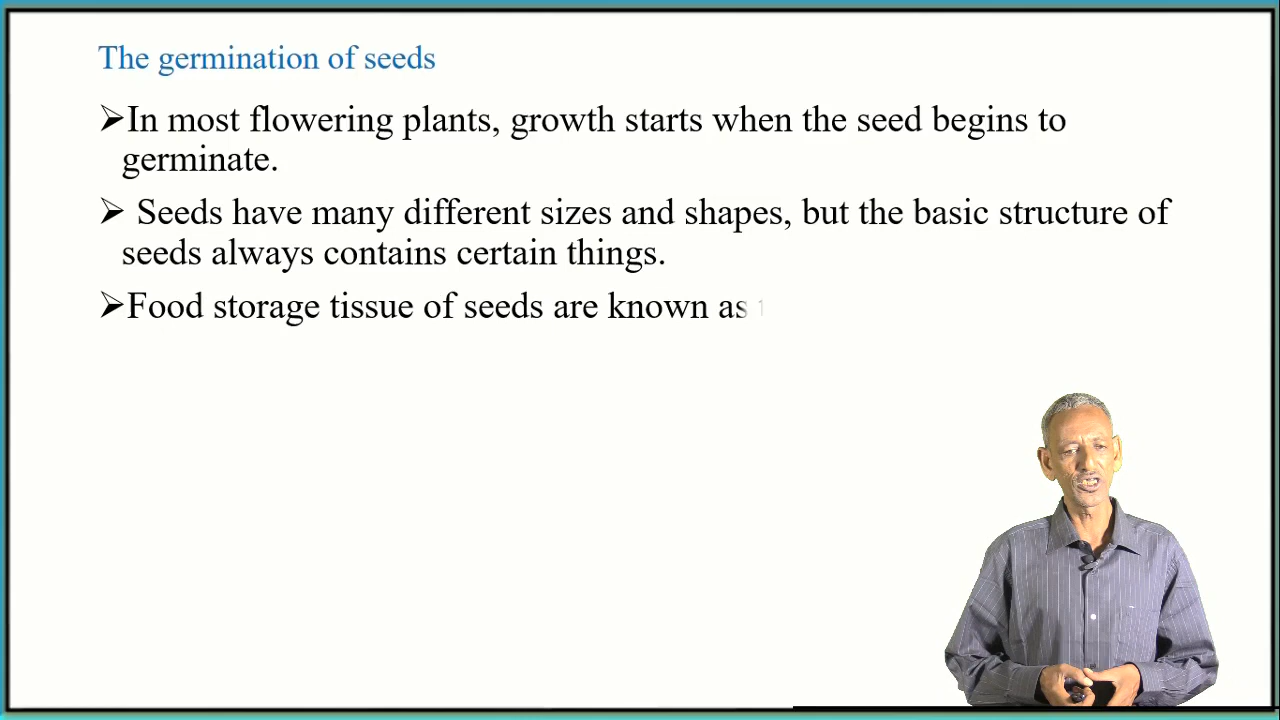 The germination of seeds
➢In most flowering plants, growth starts when the seed begins to
germinate.
➢ Seeds have many different sizes and shapes, but the basic structure of
seeds always contains certain things.
➢Food storage tissue of seeds are known as